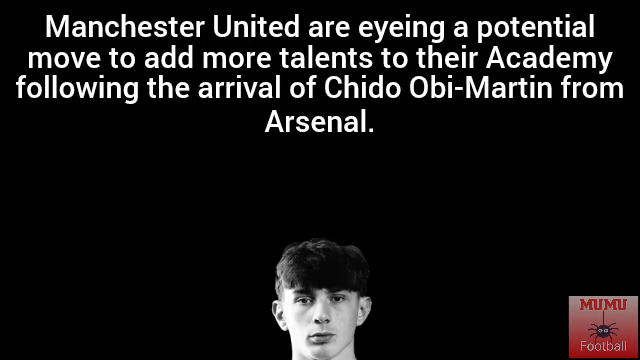 Manchester United are eyeing a potential
move to add more talents to their Academy
following the arrival of Chido Obi-Martin from
Arsenal.
MUMU
Football